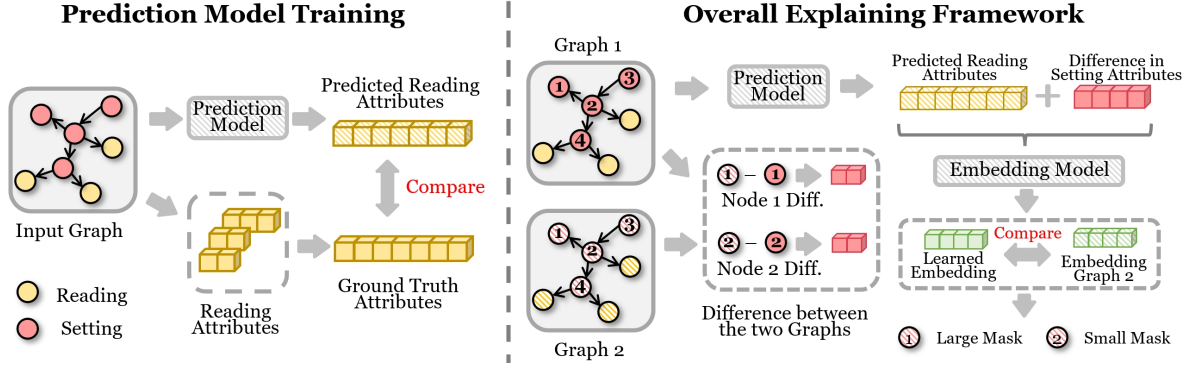 Prediction Model Training
Input Graph
Reading
Setting
Prediction
Model
Reading
Attributes
Predicted Reading
Attributes
Compare
Ground Truth
Attributes
Overall Explaining Framework
Graph 1
1
3
2
4
Graph 2
1
3
2
4
Prediction
Model
1 – 1
Node 1 Diff.
2 – 2
Node 2 Diff.
Difference between
the two Graphs
Predicted Reading
Attributes
+
Difference in
Setting Attributes
Embedding Model
Compare
Learned
Embedding
Embedding
Graph 2
1 Large Mask
2 Small Mask